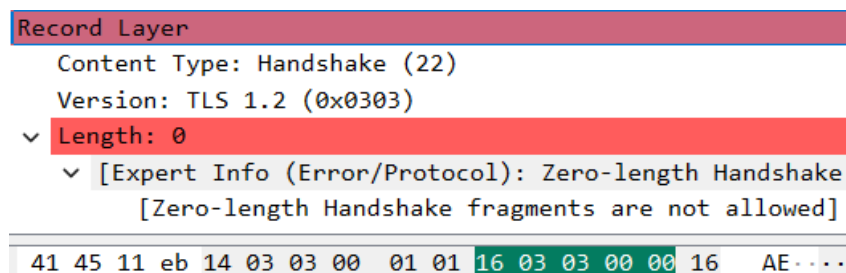 Record Layer
Content Type: Handshake (22)
Version: TLS 1.2 (0x0303)
Length: 0
[Expert Info (Error/Protocol): Zero-length Handshake
[Zero-length Handshake fragments are not allowed]
41 45 11 eb 14 03 03 00 01 01 16 03 03 00 00 16 AE····